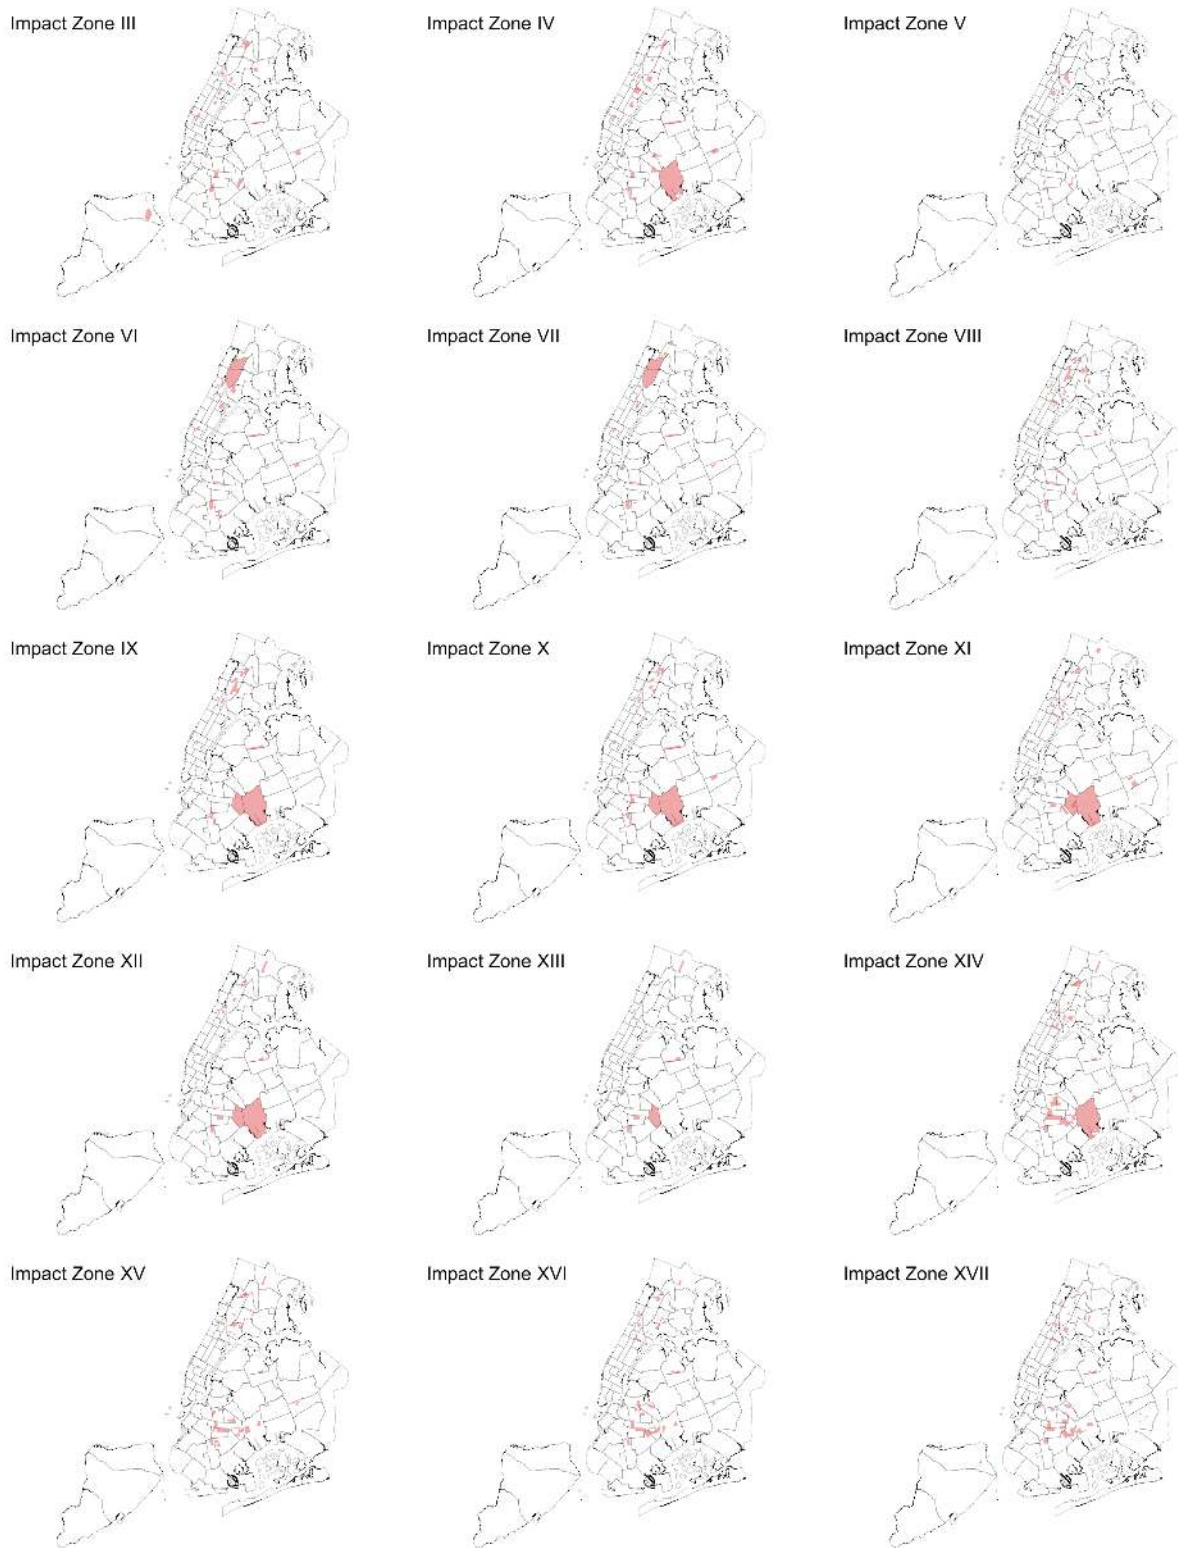 Impact Zone III
Impact Zone IV
Impact Zone V
Impact Zone VI
Impact Zone VII
Impact Zone VIII
Impact Zone IX
Impact Zone X
Impact Zone XI
Impact Zone XII
Impact Zone XIII
Impact Zone XIV
Impact Zone XV
Impact Zone XVI
Impact Zone XVII